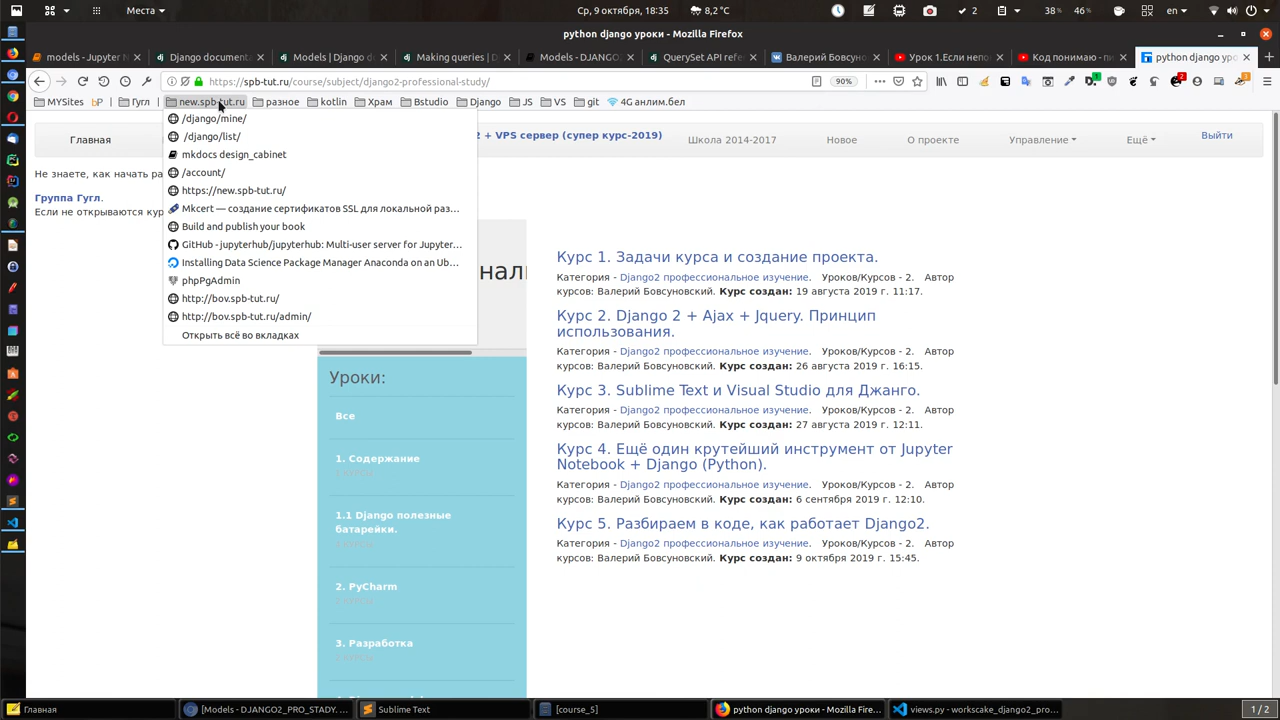 Места
Ср, 9 октября, 18:35
8,2 °C
2
38%
46%
en
python django уроки - Mozilla Firefox
models - Jupyter N
Django documenta
Models | Django do
Making queries | D
Models - DJANGO2
QuerySet API refe
Валерий Бовсуно
Урок 1.Если непо
Код понимаю - пи
python django уро
https://spb-tut.ru/course/subject/django2-professional-study/
90%
MYSites
Гугл
new.spb-tut.ru
разное
kotlin
Храм
Bstudio
Django
JS
VS
git
4G анлим.бел
/django/mine/
/django/list/
mkdocs design_cabinet
/account/
https://new.spb-tut.ru/
Mkcert — создание сертификатов SSL для локальной раз…
Build and publish your book
GitHub - jupyterhub/jupyterhub: Multi-user server for Jupyter…
Installing Data Science Package Manager Anaconda on an Ub…
phpPgAdmin
http://bov.spb-tut.ru/
http://bov.spb-tut.ru/admin/
Открыть всё во вкладках
Главная
2 + VPS сервер (супер курс-2019)
Школа 2014-2017
Новое
Управление
Ещё
Выйти
Не знаете, как начать ра
Группа Гугл.
Если не открываются кур
нал
Уроки:
Все
1. Содержание
1.1 Django полезные
батарейки.
2. PyCharm
3. Разработка
Курс 1. Задачи курса и создание проекта.
Категория - Django2 профессиональное изучение. Уроков/Курсов - 2. Автор
курсов: Валерий Бовсуновский. Курс создан: 19 августа 2019 г. 11:17.
Курс 2. Django 2 + Ajax + Jquery. Принцип
использования.
Категория - Django2 профессиональное изучение. Уроков/Курсов - 2. Автор
курсов: Валерий Бовсуновский. Курс создан: 26 августа 2019 г. 16:15.
Курс 3. Sublime Text и Visual Studio для Джанго.
Категория - Django2 профессиональное изучение. Уроков/Курсов - 2. Автор
курсов: Валерий Бовсуновский. Курс создан: 27 августа 2019 г. 12:11.
Курс 4. Ещё один крутейший инструмент от Jupyter
Notebook + Django (Python).
Категория - Django2 профессиональное изучение. Уроков/Курсов - 2. Автор
курсов: Валерий Бовсуновский. Курс создан: 6 сентября 2019 г. 12:10.
Курс 5. Разбираем в коде, как работает Django2.
Категория - Django2 профессиональное изучение. Уроков/Курсов - 2. Автор
курсов: Валерий Бовсуновский. Курс создан: 9 октября 2019 г. 15:45.
Главная
[Models - DJANGO2_PRO_STADY. ...
Sublime Text
[course_5]
python django уроки - Mozilla Firef...
views.py - workscake_django2_pro...
1 / 2